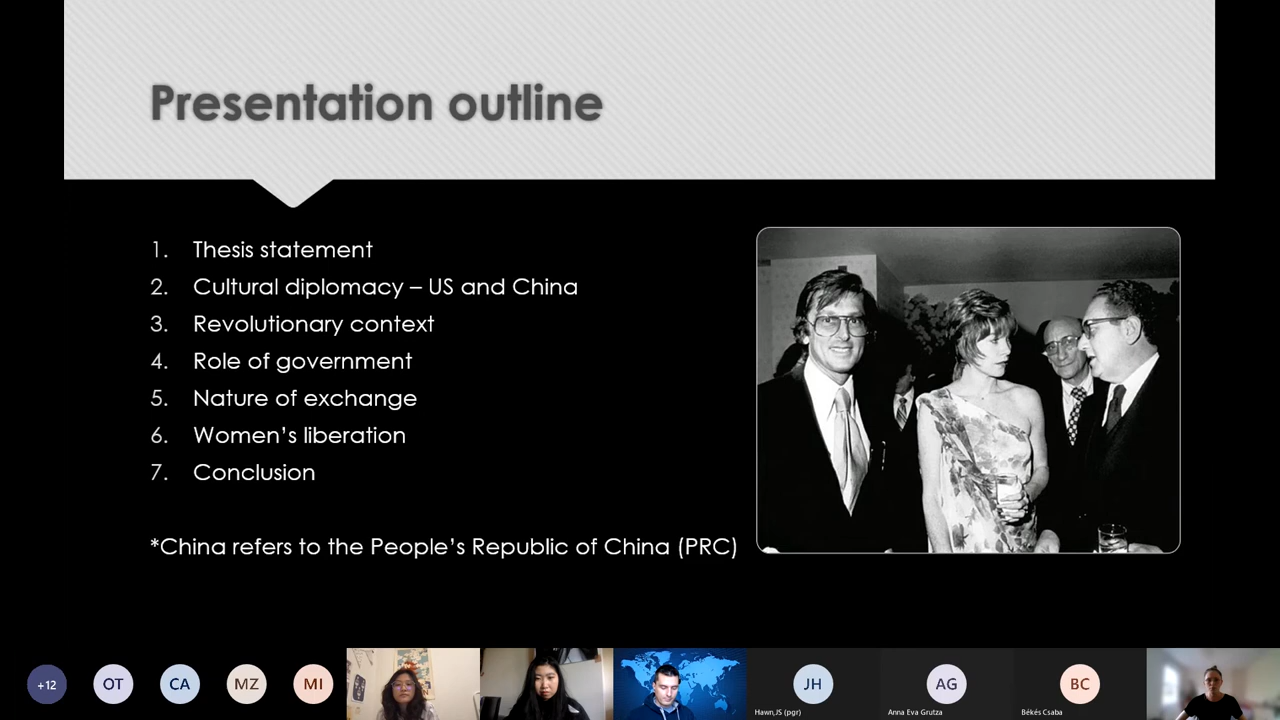 Presentation outline
1. Thesis statement
2. Cultural diplomacy – US and China
3. Revolutionary context
4. Role of government
5. Nature of exchange
6. Women’s liberation
7. Conclusion
*China refers to the People’s Republic of China (PRC)
+12 OT CA MZ MI JH AG BC
Hawn,JS (pgr) Anna Eva Grutza Békés Csaba